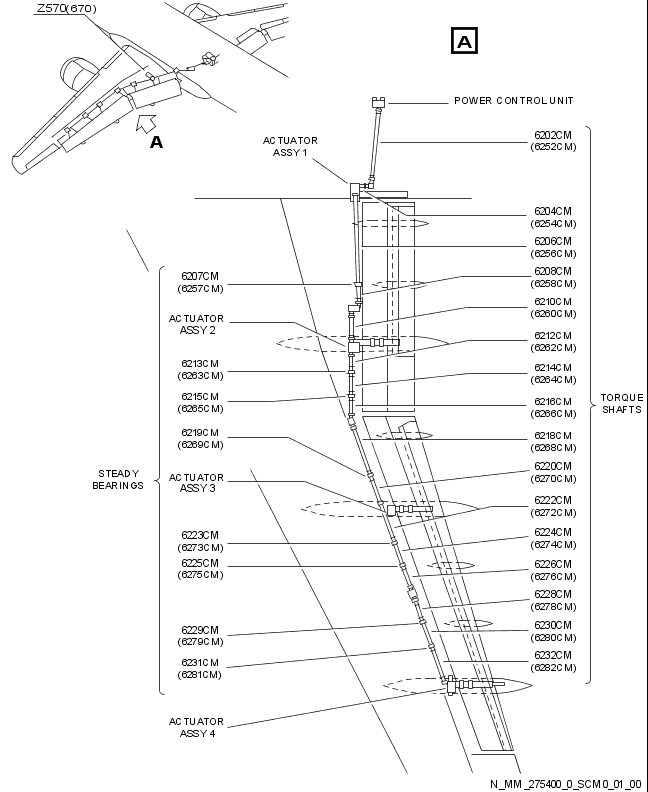 Z570(670)
A
A
POWER CONTROL UNIT
ACTUATOR
ASSY 1
6202CM
(6252CM)
6204CM
(6254CM)
6206CM
(6256CM)
6207CM
(6257CM)
6208CM
(6258CM)
6210CM
(6260CM)
ACTUATOR
ASSY 2
6212CM
(6262CM)
6213CM
(6263CM)
6214CM
(6264CM)
6215CM
(6265CM)
6216CM
(6266CM)
TORQUE
SHAFTS
6219CM
(6269CM)
6218CM
(6268CM)
STEADY
BEARINGS
ACTUATOR
ASSY 3
6220CM
(6270CM)
6222CM
(6272CM)
6223CM
(6273CM)
6224CM
(6274CM)
6225CM
(6275CM)
6226CM
(6276CM)
6228CM
(6278CM)
6229CM
(6279CM)
6230CM
(6280CM)
6231CM
(6281CM)
6232CM
(6282CM)
ACTUATOR
ASSY 4
N_MM_275400_0_SCM0_01_00